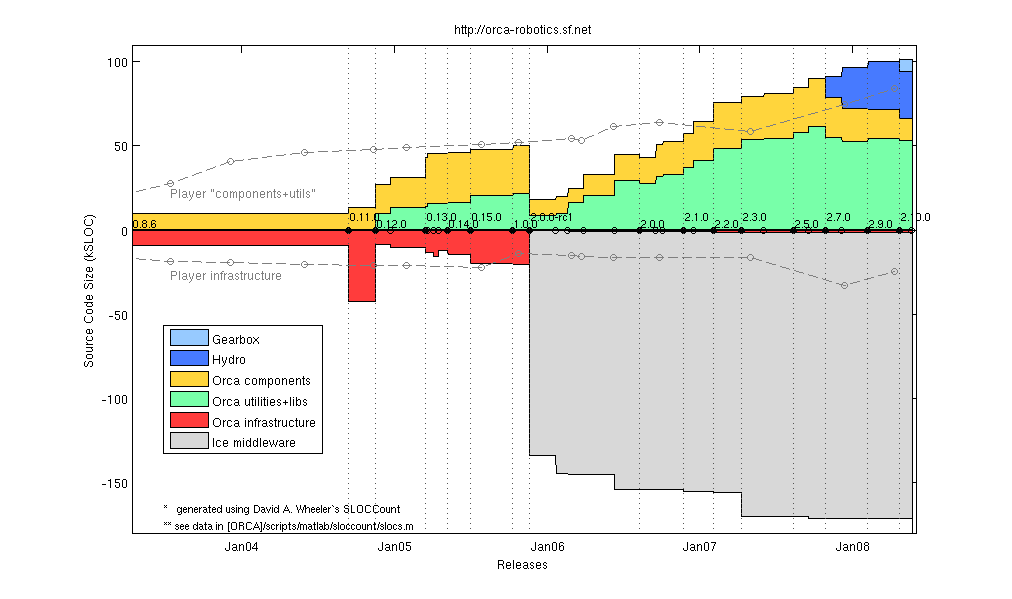 http://orca-robotics.sf.net
100
50
0
-50
-100
-150
Source Code Size (kSLOC)
Player "components+utils"
0.8.6
0.11.0
0.12.0
0.13.0
0.14.0
0.15.0
1.0.0
2.0.0-rc1
2.0.0
2.1.0
2.2.0
2.3.0
2.5.0
2.7.0
2.9.0
Player infrastructure
Gearbox
Hydro
Orca components
Orca utilities+libs
Orca infrastructure
Ice middleware
* generated using David A. Wheeler`s SLOCCount
** see data in [ORCA]/scripts/matlab/sloccount/slocs.m
Jan04
Jan05
Jan06
Jan07
Jan08
Releases